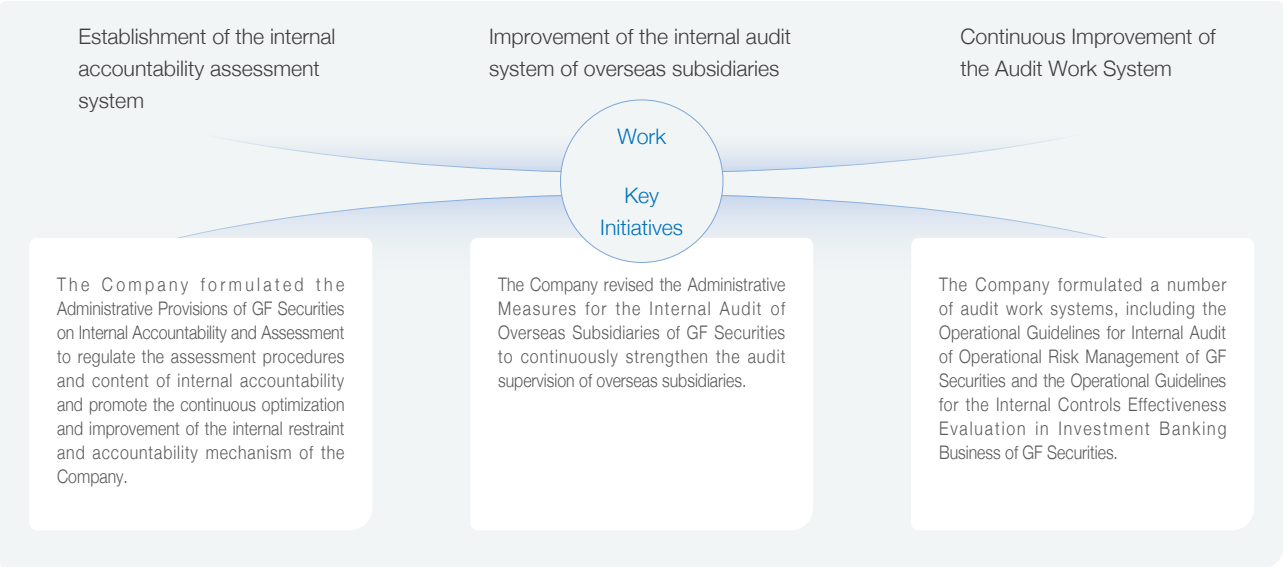 Establishment of the internal
accountability assessment
system
Improvement of the internal audit
system of overseas subsidiaries
Continuous Improvement of
the Audit Work System
Work
Key
Initiatives
The Company formulated the
Administrative Provisions of GF Securities
on Internal Accountability and Assessment
to regulate the assessment procedures
and content of internal accountability
and promote the continuous optimization
and improvement of the internal restraint
and accountability mechanism of the
Company.
The Company revised the Administrative
Measures for the Internal Audit of
Overseas Subsidiaries of GF Securities
to continuously strengthen the audit
supervision of overseas subsidiaries.
The Company formulated a number
of audit work systems, including the
Operational Guidelines for Internal Audit
of Operational Risk Management of GF
Securities and the Operational Guidelines
for the Internal Controls Effectiveness
Evaluation in Investment Banking
Business of GF Securities.